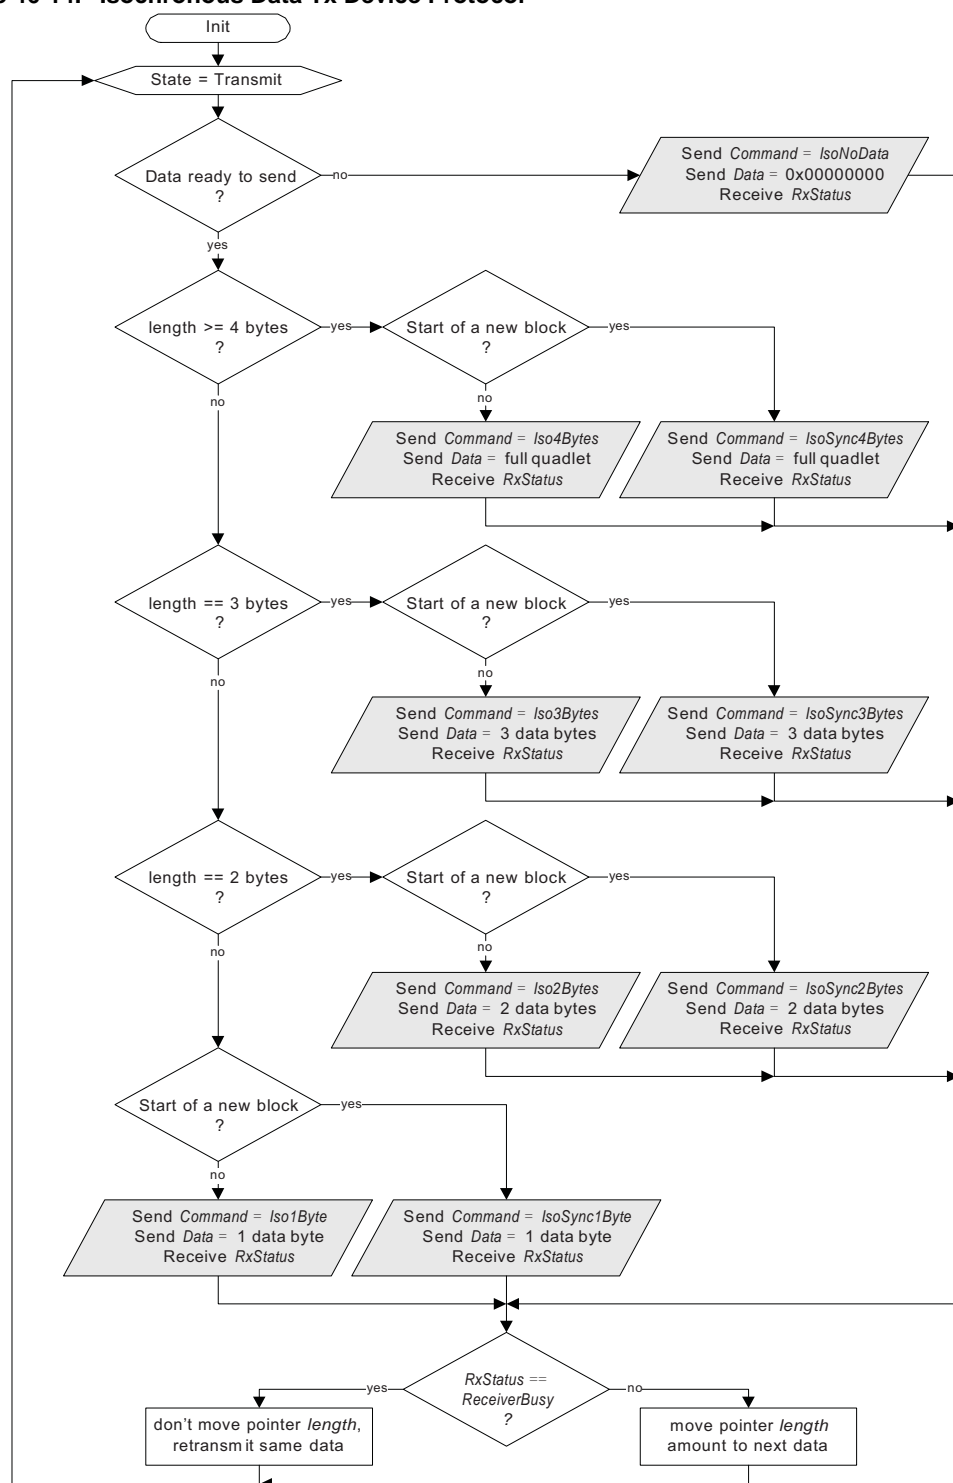 Isochronous Data Tx Device Protocol
Init
State = Transmit
Data ready to send
?
no
Send Command = IsoNoData
Send Data = 0x00000000
Receive RxStatus
yes
length >= 4 bytes
?
yes
Start of a new block
?
yes
no
no
Send Command = Iso4Bytes
Send Data = full quadlet
Receive RxStatus
Send Command = IsoSync4Bytes
Send Data = full quadlet
Receive RxStatus
length == 3 bytes
?
yes
Start of a new block
?
yes
no
no
Send Command = Iso3Bytes
Send Data = 3 data bytes
Receive RxStatus
Send Command = IsoSync3Bytes
Send Data = 3 data bytes
Receive RxStatus
length == 2 bytes
?
yes
Start of a new block
?
yes
no
no
Send Command = Iso2Bytes
Send Data = 2 data bytes
Receive RxStatus
Send Command = IsoSync2Bytes
Send Data = 2 data bytes
Receive RxStatus
Start of a new block
?
yes
no
Send Command = Iso1Byte
Send Data = 1 data byte
Receive RxStatus
Send Command = IsoSync1Byte
Send Data = 1 data byte
Receive RxStatus
RxStatus ==
ReceiverBusy
?
yes
no
don't move pointer length,
retransmit same data
move pointer length
amount to next data